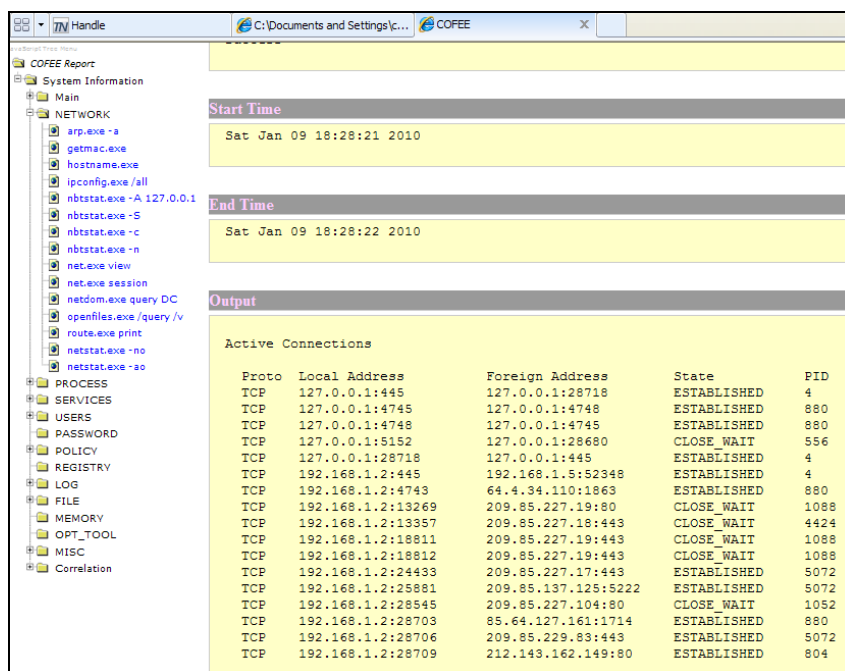 Handle
C:\Documents and Settings\c...
COFEE
COFEE Report
System Information
Main
NETWORK
arp.exe -a
getmac.exe
hostname.exe
ipconfig.exe /all
nbtstat.exe -A 127.0.0.1
nbtstat.exe -S
nbtstat.exe -c
nbtstat.exe -n
net.exe view
net.exe session
netdom.exe query DC
openfiles.exe /query /v
route.exe print
netstat.exe -no
netstat.exe -ao
PROCESS
SERVICES
USERS
PASSWORD
POLICY
REGISTRY
LOG
FILE
MEMORY
OPT_TOOL
MISC
Correlation
Start Time
Sat Jan 09 18:28:21 2010
End Time
Sat Jan 09 18:28:22 2010
Output
Active Connections
Proto Local Address Foreign Address State PID
TCP 127.0.0.1:445 127.0.0.1:28718 ESTABLISHED 4
TCP 127.0.0.1:4745 127.0.0.1:4748 ESTABLISHED 880
TCP 127.0.0.1:4748 127.0.0.1:4745 ESTABLISHED 880
TCP 127.0.0.1:5152 127.0.0.1:28680 CLOSE_WAIT 556
TCP 127.0.0.1:28718 127.0.0.1:445 ESTABLISHED 4
TCP 192.168.1.2:445 192.168.1.5:52348 ESTABLISHED 4
TCP 192.168.1.2:4743 64.4.34.110:1863 ESTABLISHED 880
TCP 192.168.1.2:13269 209.85.227.19:80 CLOSE_WAIT 1088
TCP 192.168.1.2:13357 209.85.227.18:443 CLOSE_WAIT 4424
TCP 192.168.1.2:18811 209.85.227.19:443 CLOSE_WAIT 1088
TCP 192.168.1.2:18812 209.85.227.19:443 CLOSE_WAIT 1088
TCP 192.168.1.2:24433 209.85.227.17:443 ESTABLISHED 5072
TCP 192.168.1.2:25881 209.85.137.125:5222 ESTABLISHED 5072
TCP 192.168.1.2:28545 209.85.227.104:80 CLOSE_WAIT 1052
TCP 192.168.1.2:28703 85.64.127.161:1714 ESTABLISHED 880
TCP 192.168.1.2:28706 209.85.229.83:443 ESTABLISHED 5072
TCP 192.168.1.2:28709 212.143.162.149:80 ESTABLISHED 804